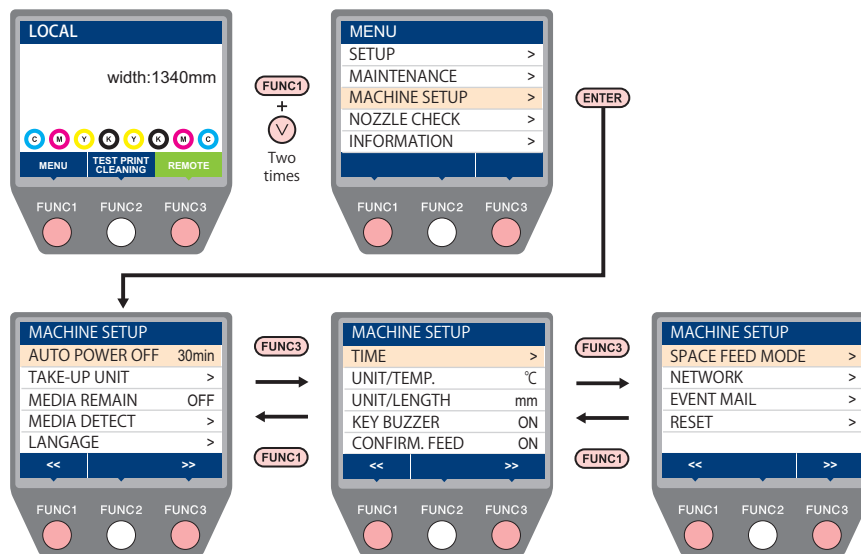 LOCAL
width:1340mm
C M Y K Y K M C
MENU TEST PRINT CLEANING REMOTE
FUNC1 FUNC2 FUNC3
FUNC1
+
Two
times
MENU
SETUP >
MAINTENANCE >
MACHINE SETUP >
NOZZLE CHECK >
INFORMATION >
FUNC1 FUNC2 FUNC3
ENTER
MACHINE SETUP
AUTO POWER OFF 30min
TAKE-UP UNIT >
MEDIA REMAIN OFF
MEDIA DETECT >
LANGAGE >
<< >>
FUNC1 FUNC2 FUNC3
FUNC3
FUNC1
MACHINE SETUP
TIME >
UNIT/TEMP. ℃
UNIT/LENGTH mm
KEY BUZZER ON
CONFIRM. FEED ON
<< >>
FUNC1 FUNC2 FUNC3
FUNC3
FUNC1
MACHINE SETUP
SPACE FEED MODE >
NETWORK >
EVENT MAIL >
RESET >
<< >>
FUNC1 FUNC2 FUNC3